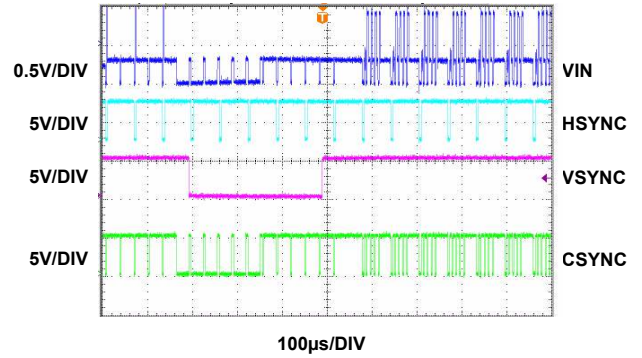 T
0.5V/DIV VIN
5V/DIV HSYNC
5V/DIV VSYNC
5V/DIV CSYNC
100µs/DIV